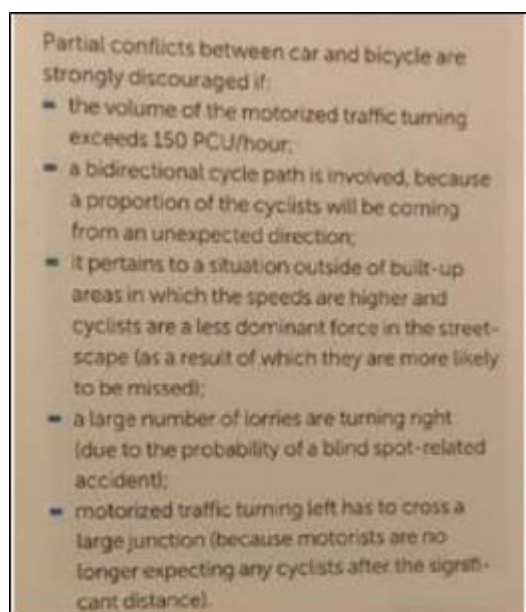 Partial conflicts between car and bicycle are
strongly discouraged if:
- the volume of the motorized traffic turning
exceeds 150 PCU/hour;
- a bidirectional cycle path is involved, because
a proportion of the cyclists will be coming
from an unexpected direction;
- it pertains to a situation outside of built-up
areas in which the speeds are higher and
cyclists are a less dominant force in the street-
scape (as a result of which they are more likely
to be missed);
- a large number of lorries are turning right
(due to the probability of a blind spot-related
accident);
- motorized traffic turning left has to cross a
large junction (because motorists are no
longer expecting any cyclists after the signifi-
cant distance).